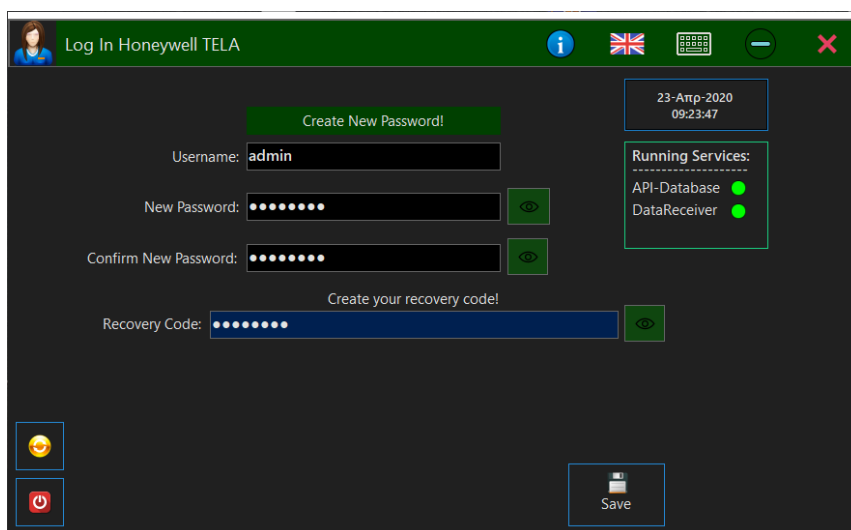 Log In Honeywell TELA
23-Απρ-2020
09:23:47
Create New Password!
Username: admin
Running Services:
--------------------
API-Database
DataReceiver
New Password: ●●●●●●●●
Confirm New Password: ●●●●●●●●
Create your recovery code!
Recovery Code: ●●●●●●●●
Save